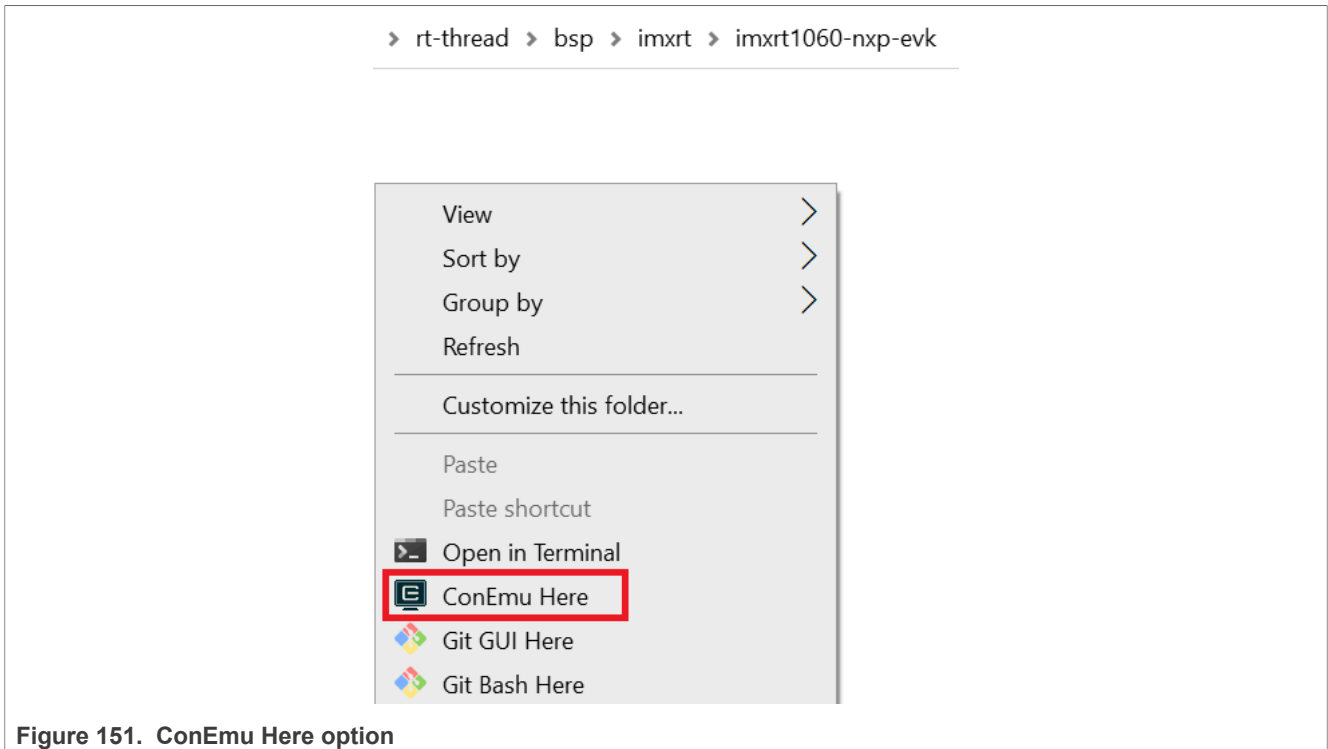 > rt-thread > bsp > imxrt > imxrt1060-nxp-evk
View
Sort by
Group by
Refresh
Customize this folder...
Paste
Paste shortcut
Open in Terminal
ConEmu Here
Git GUI Here
Git Bash Here
Figure 151. ConEmu Here option